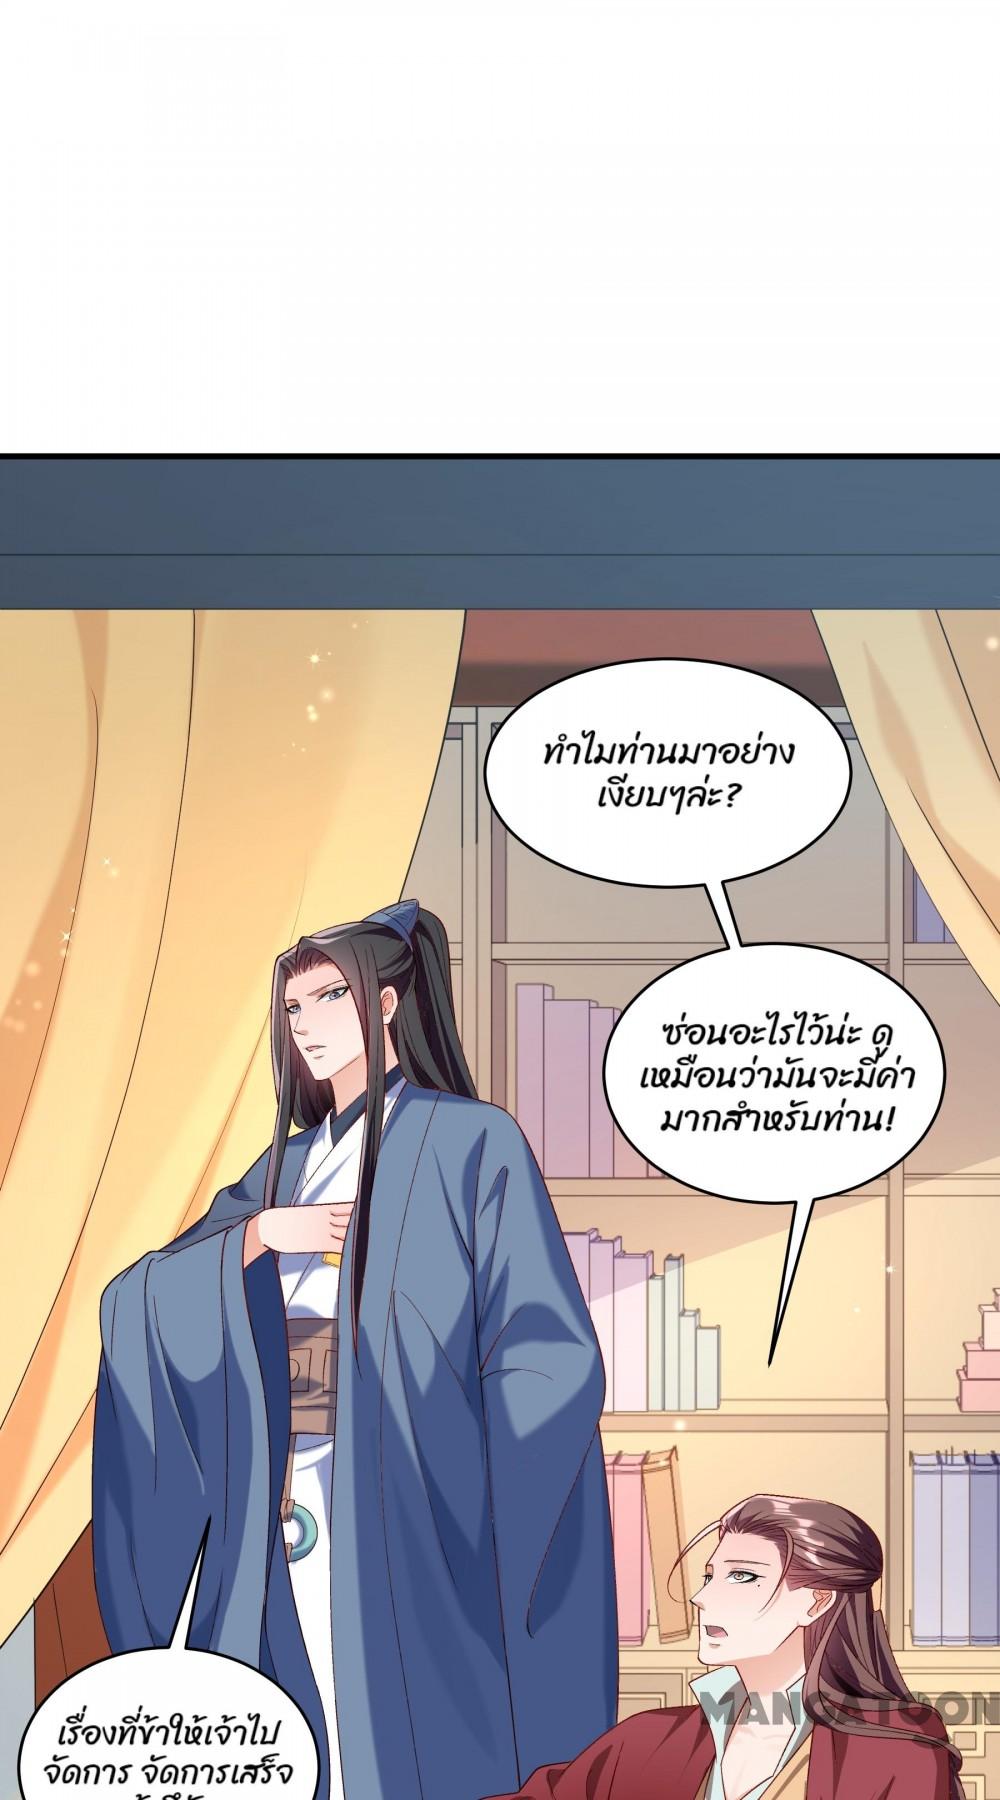 ทำไมท่านมาอย่าง
เงียบๆล่ะ?
ซ่อนอะไรไว้น่ะ ดู
เหมือนว่ามันจะมีค่า
มากสำหรับท่าน!
เรื่องที่ข้าให้เจ้าไป
จัดการ จัดการเสร็จ
MANGATOON